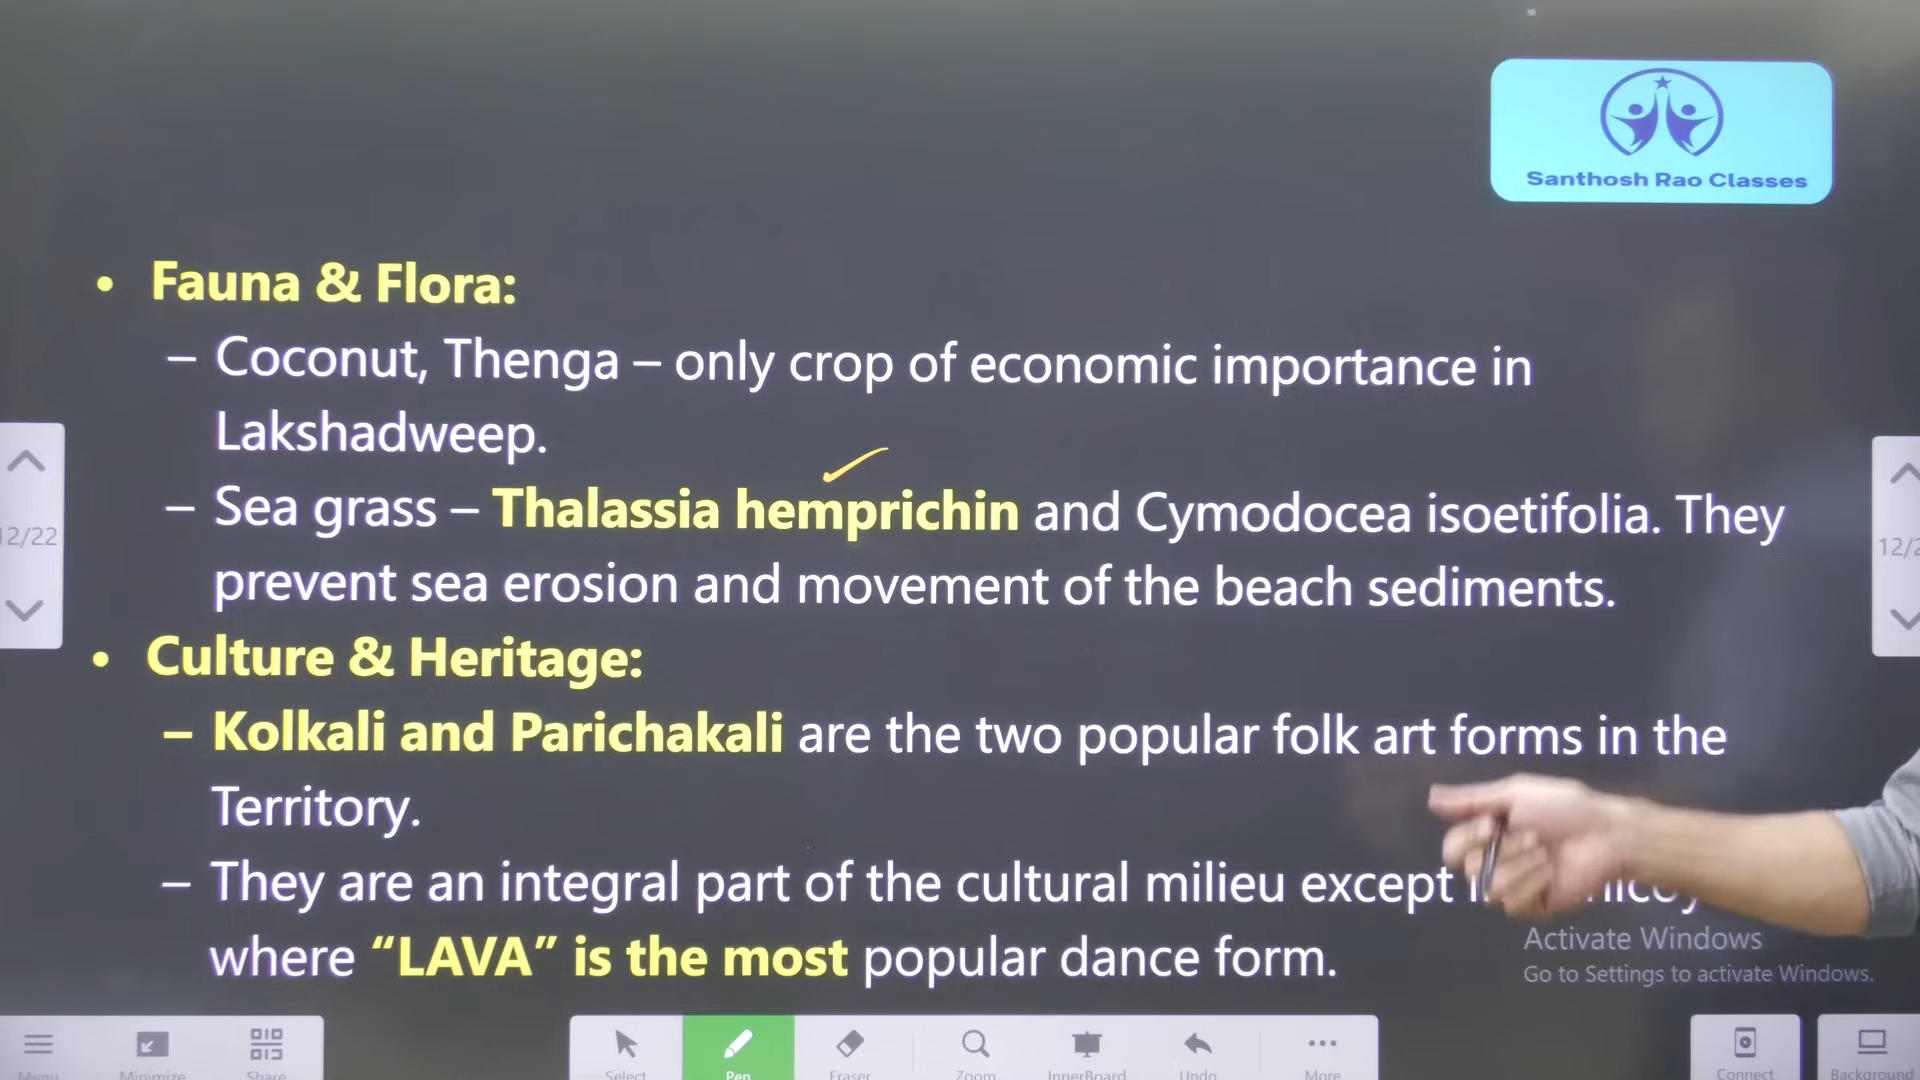 Santhosh Rao Classes
• Fauna & Flora:
– Coconut, Thenga – only crop of economic importance in
Lakshadweep.
– Sea grass – Thalassia hemprichin and Cymodocea isoetifolia. They
prevent sea erosion and movement of the beach sediments.
• Culture & Heritage:
– Kolkali and Parichakali are the two popular folk art forms in the
Territory.
– They are an integral part of the cultural milieu except
where “LAVA” is the most popular dance form.
12/22
Activate Windows
Go to Settings to activate Windows.
Menu Minimize Share Select Pen Eraser Zoom InnerBoard Undo More Connect Background